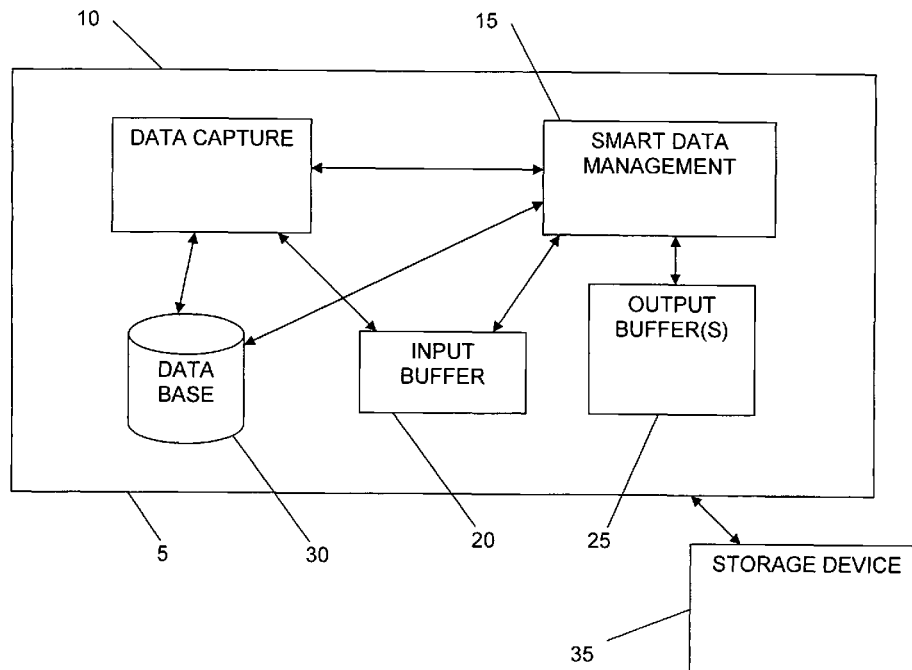 10
15
DATA CAPTURE
SMART DATA
MANAGEMENT
DATA
BASE
INPUT
BUFFER
OUTPUT
BUFFER(S)
5
30
20
25
STORAGE DEVICE
35